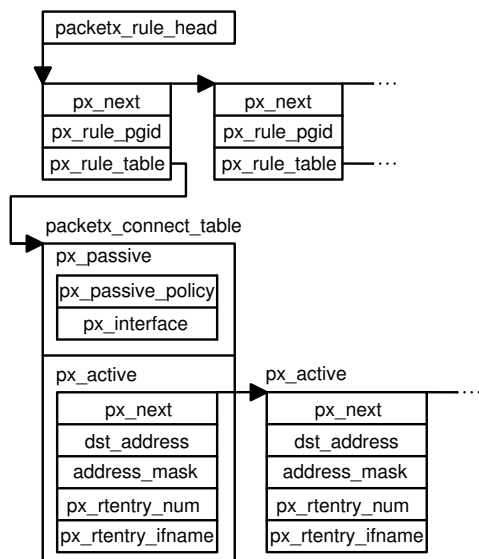 packetx_rule_head
px_next
px_rule_pgid
px_rule_table
px_next
px_rule_pgid
px_rule_table
packetx_connect_table
px_passive
px_passive_policy
px_interface
px_active
px_next
dst_address
address_mask
px_rtentry_num
px_rtentry_ifname
px_active
px_next
dst_address
address_mask
px_rtentry_num
px_rtentry_ifname